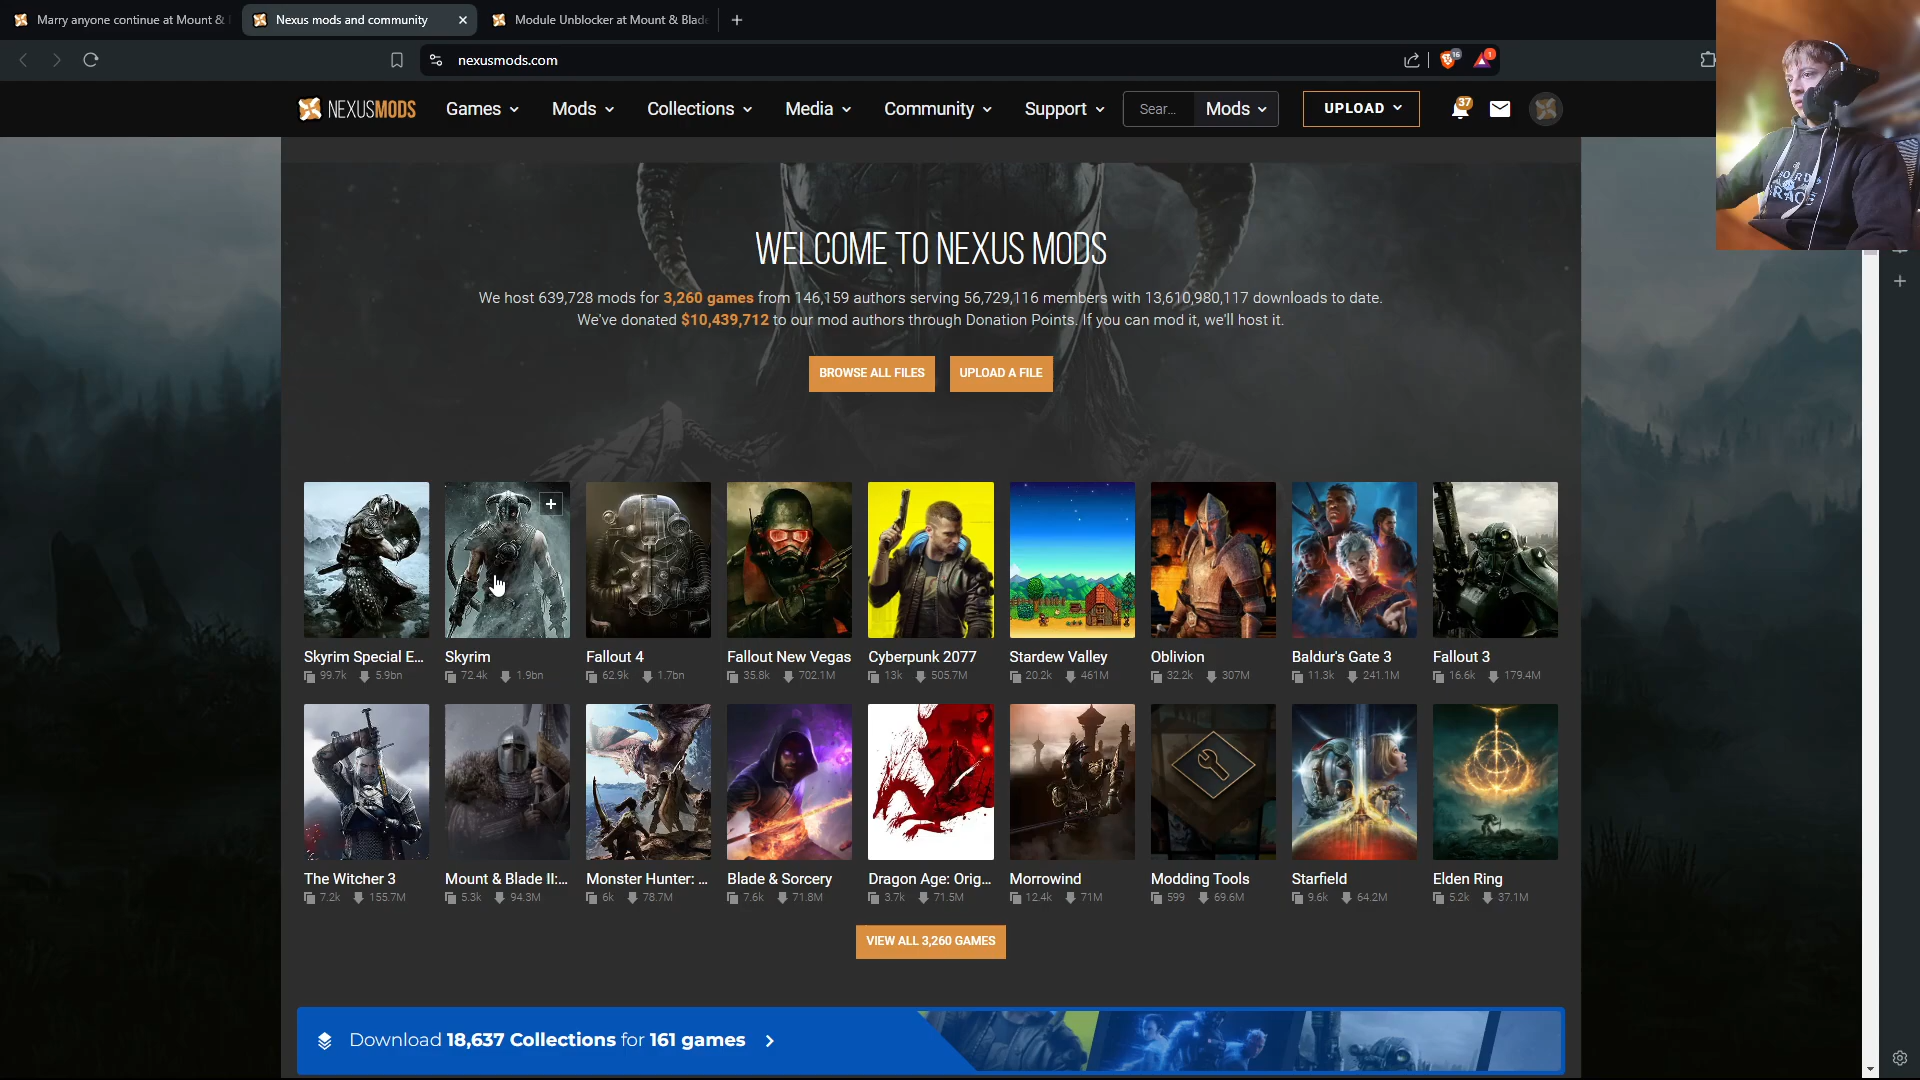 Marry anyone continue at Mount &
Nexus mods and community
Module Unblocker at Mount & Blade
nexusmods.com
16
1
NEXUSMODS
Games
Mods
Collections
Media
Community
Support
Sear...
Mods
UPLOAD
37
WELCOME TO NEXUS MODS
We host 639,728 mods for 3,260 games from 146,159 authors serving 56,729,116 members with 13,610,980,117 downloads to date.
We've donated $10,439,712 to our mod authors through Donation Points. If you can mod it, we'll host it.
BROWSE ALL FILES
UPLOAD A FILE
Skyrim Special E...
Skyrim
Fallout 4
Fallout New Vegas
Cyberpunk 2077
Stardew Valley
Oblivion
Baldur's Gate 3
Fallout 3
99.7k 5.9bn
72.4k 1.9bn
62.9k 1.7bn
35.8k 702.1M
13k 505.7M
20.2k 461M
32.2k 307M
11.3k 241.1M
16.6k 179.4M
The Witcher 3
Mount & Blade II:...
Monster Hunter: ...
Blade & Sorcery
Dragon Age: Orig...
Morrowind
Modding Tools
Starfield
Elden Ring
7.2k 155.7M
5.3k 94.3M
6k 78.7M
7.6k 71.8M
3.7k 71.5M
12.4k 71M
599 69.6M
9.6k 64.2M
5.2k 37.1M
VIEW ALL 3,260 GAMES
Download 18,637 Collections for 161 games